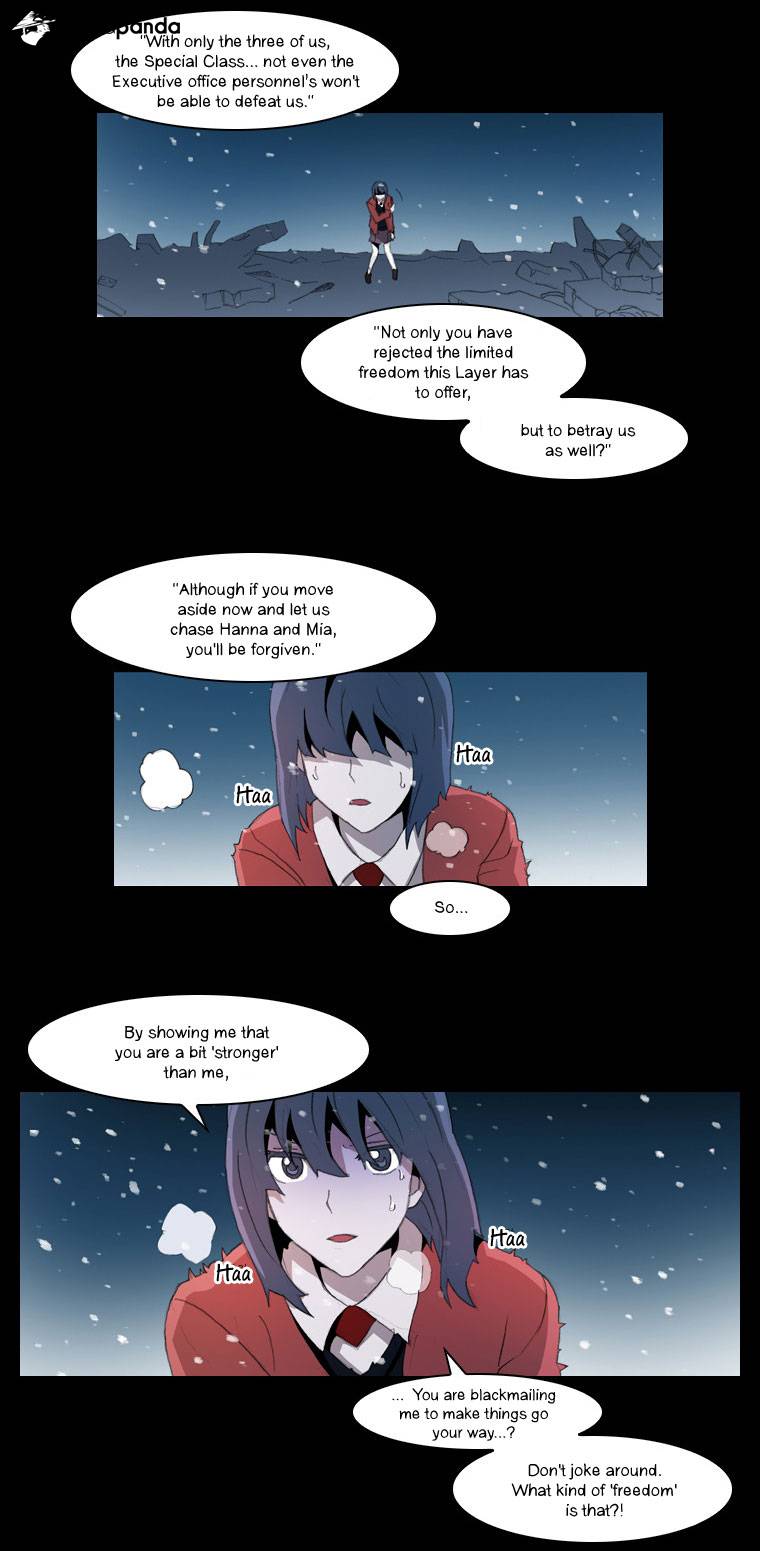 panda
"With only the three of us,
the Special Class... not even the
Executive office personnel's won't
be able to defeat us."
"Not only you have
rejected the limited
freedom this Layer has
to offer,
but to betray us
as well?"
"Although if you move
aside now and let us
chase Hanna and Mia,
you'll be forgiven."
Haa
Haa
So...
By showing me that
you are a bit 'stronger'
than me,
Haa
Haa
... You are blackmailing
me to make things go
your way...?
Don't joke around.
What kind of 'freedom'
is that?!